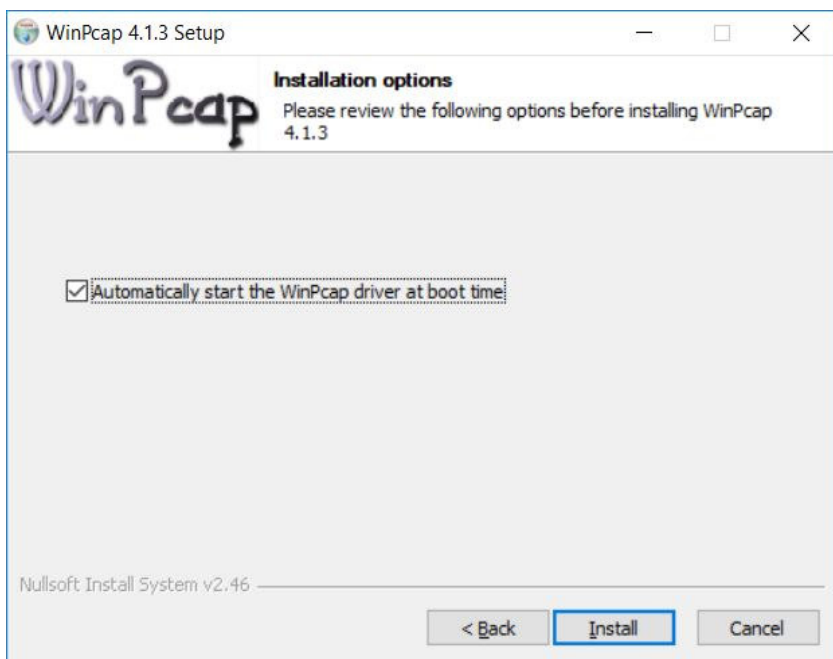 WinPcap 4.1.3 Setup
WinPcap
Installation options
Please review the following options before installing WinPcap
4.1.3
Automatically start the WinPcap driver at boot time
Nullsoft Install System v2.46
< Back
Install
Cancel